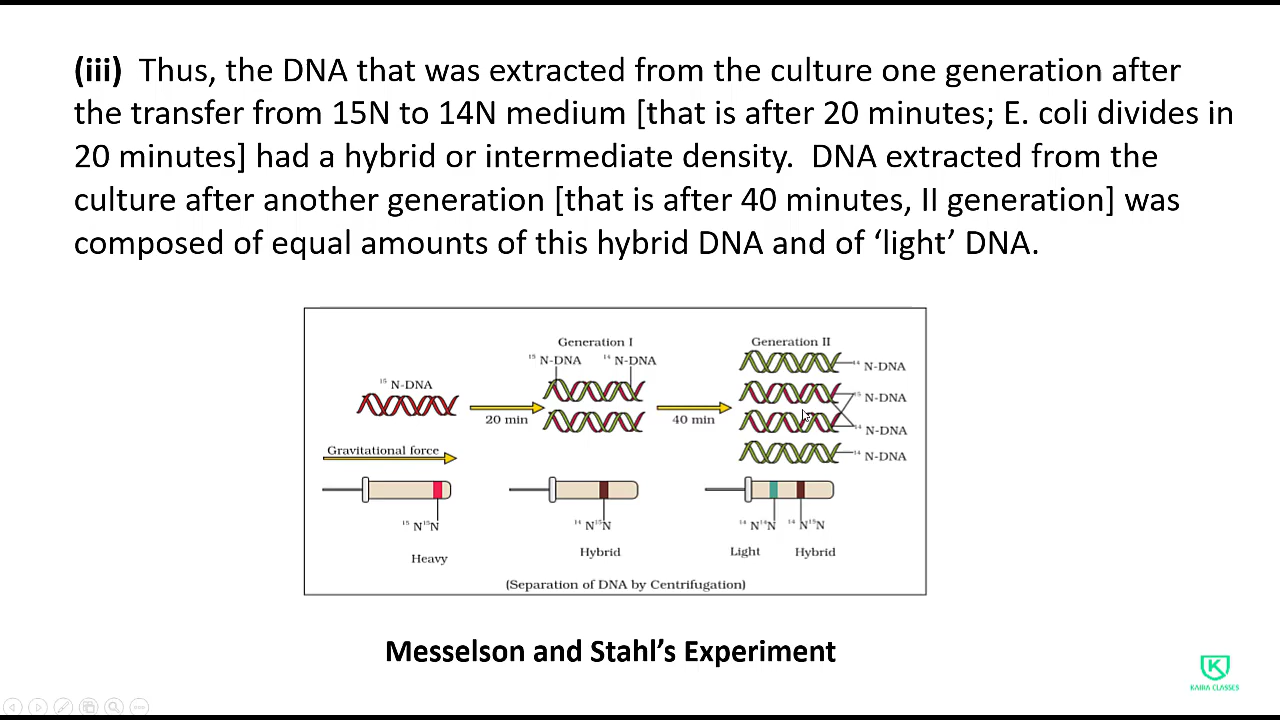 (iii) Thus, the DNA that was extracted from the culture one generation after
the transfer from 15N to 14N medium [that is after 20 minutes; E. coli divides in
20 minutes] had a hybrid or intermediate density. DNA extracted from the
culture after another generation [that is after 40 minutes, II generation] was
composed of equal amounts of this hybrid DNA and of ‘light’ DNA.
Generation I
Generation II
¹⁵ N-DNA ¹⁴ N-DNA
¹⁴ N-DNA
¹⁵ N-DNA
¹⁵ N-DNA
20 min
40 min
¹⁴ N-DNA
Gravitational force
¹⁴ N-DNA
¹⁵ N¹⁵N
¹⁴ N¹⁵N
¹⁴ N¹⁴N ¹⁴ N¹⁵N
Heavy
Hybrid
Light Hybrid
(Separation of DNA by Centrifugation)
Messelson and Stahl’s Experiment
K
KABRA CLASSES